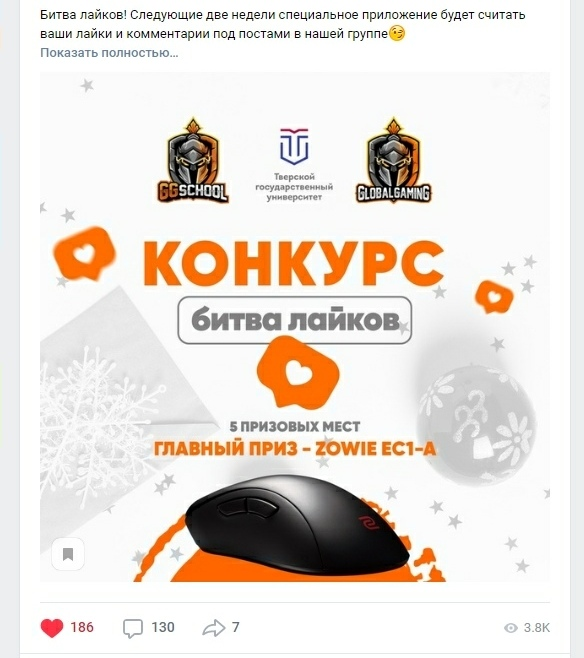 Битва лайков! Следующие две недели специальное приложение будет считать
ваши лайки и комментарии под постами в нашей группе😉
Показать полностью...
GGSCHOOL
Тверской
государственный
университет
GLOBALGAMING
КОНКУРС
битва лайков
5 ПРИЗОВЫХ МЕСТ
ГЛАВНЫЙ ПРИЗ - ZOWIE EC1-A
186
130
7
3.8K